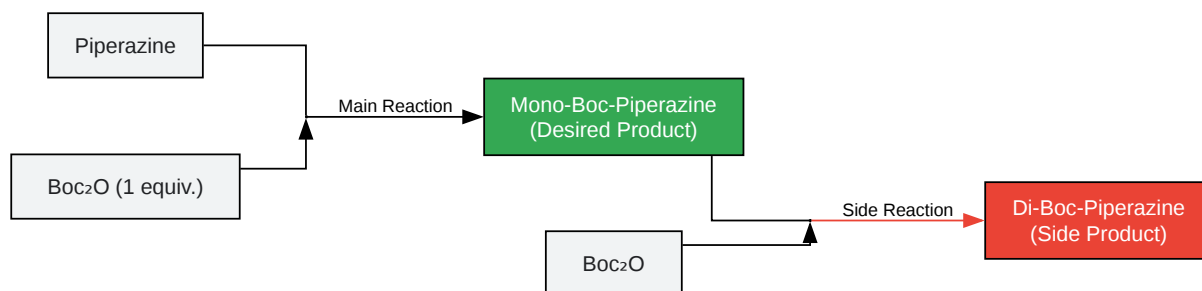 Piperazine
Main Reaction
Mono-Boc-Piperazine
(Desired Product)
Boc₂O (1 equiv.)
Side Reaction
Di-Boc-Piperazine
(Side Product)
Boc₂O